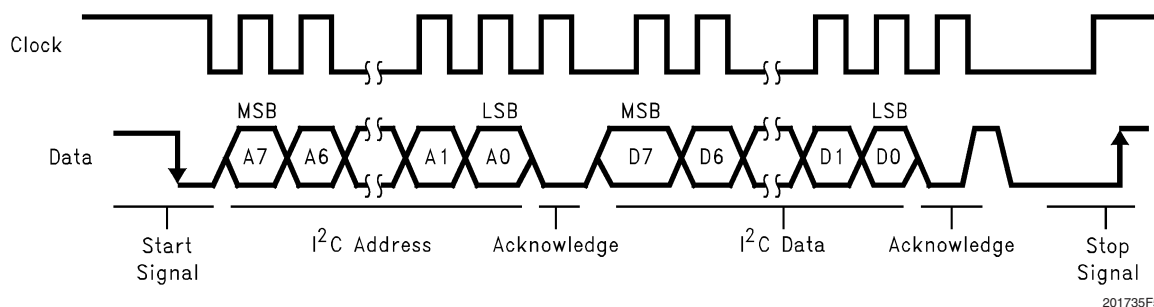 Clock
MSB LSB MSB LSB
Data A7 A6 A1 A0 D7 D6 D1 D0
Start Signal
I²C Address
Acknowledge
I²C Data
Acknowledge
Stop Signal